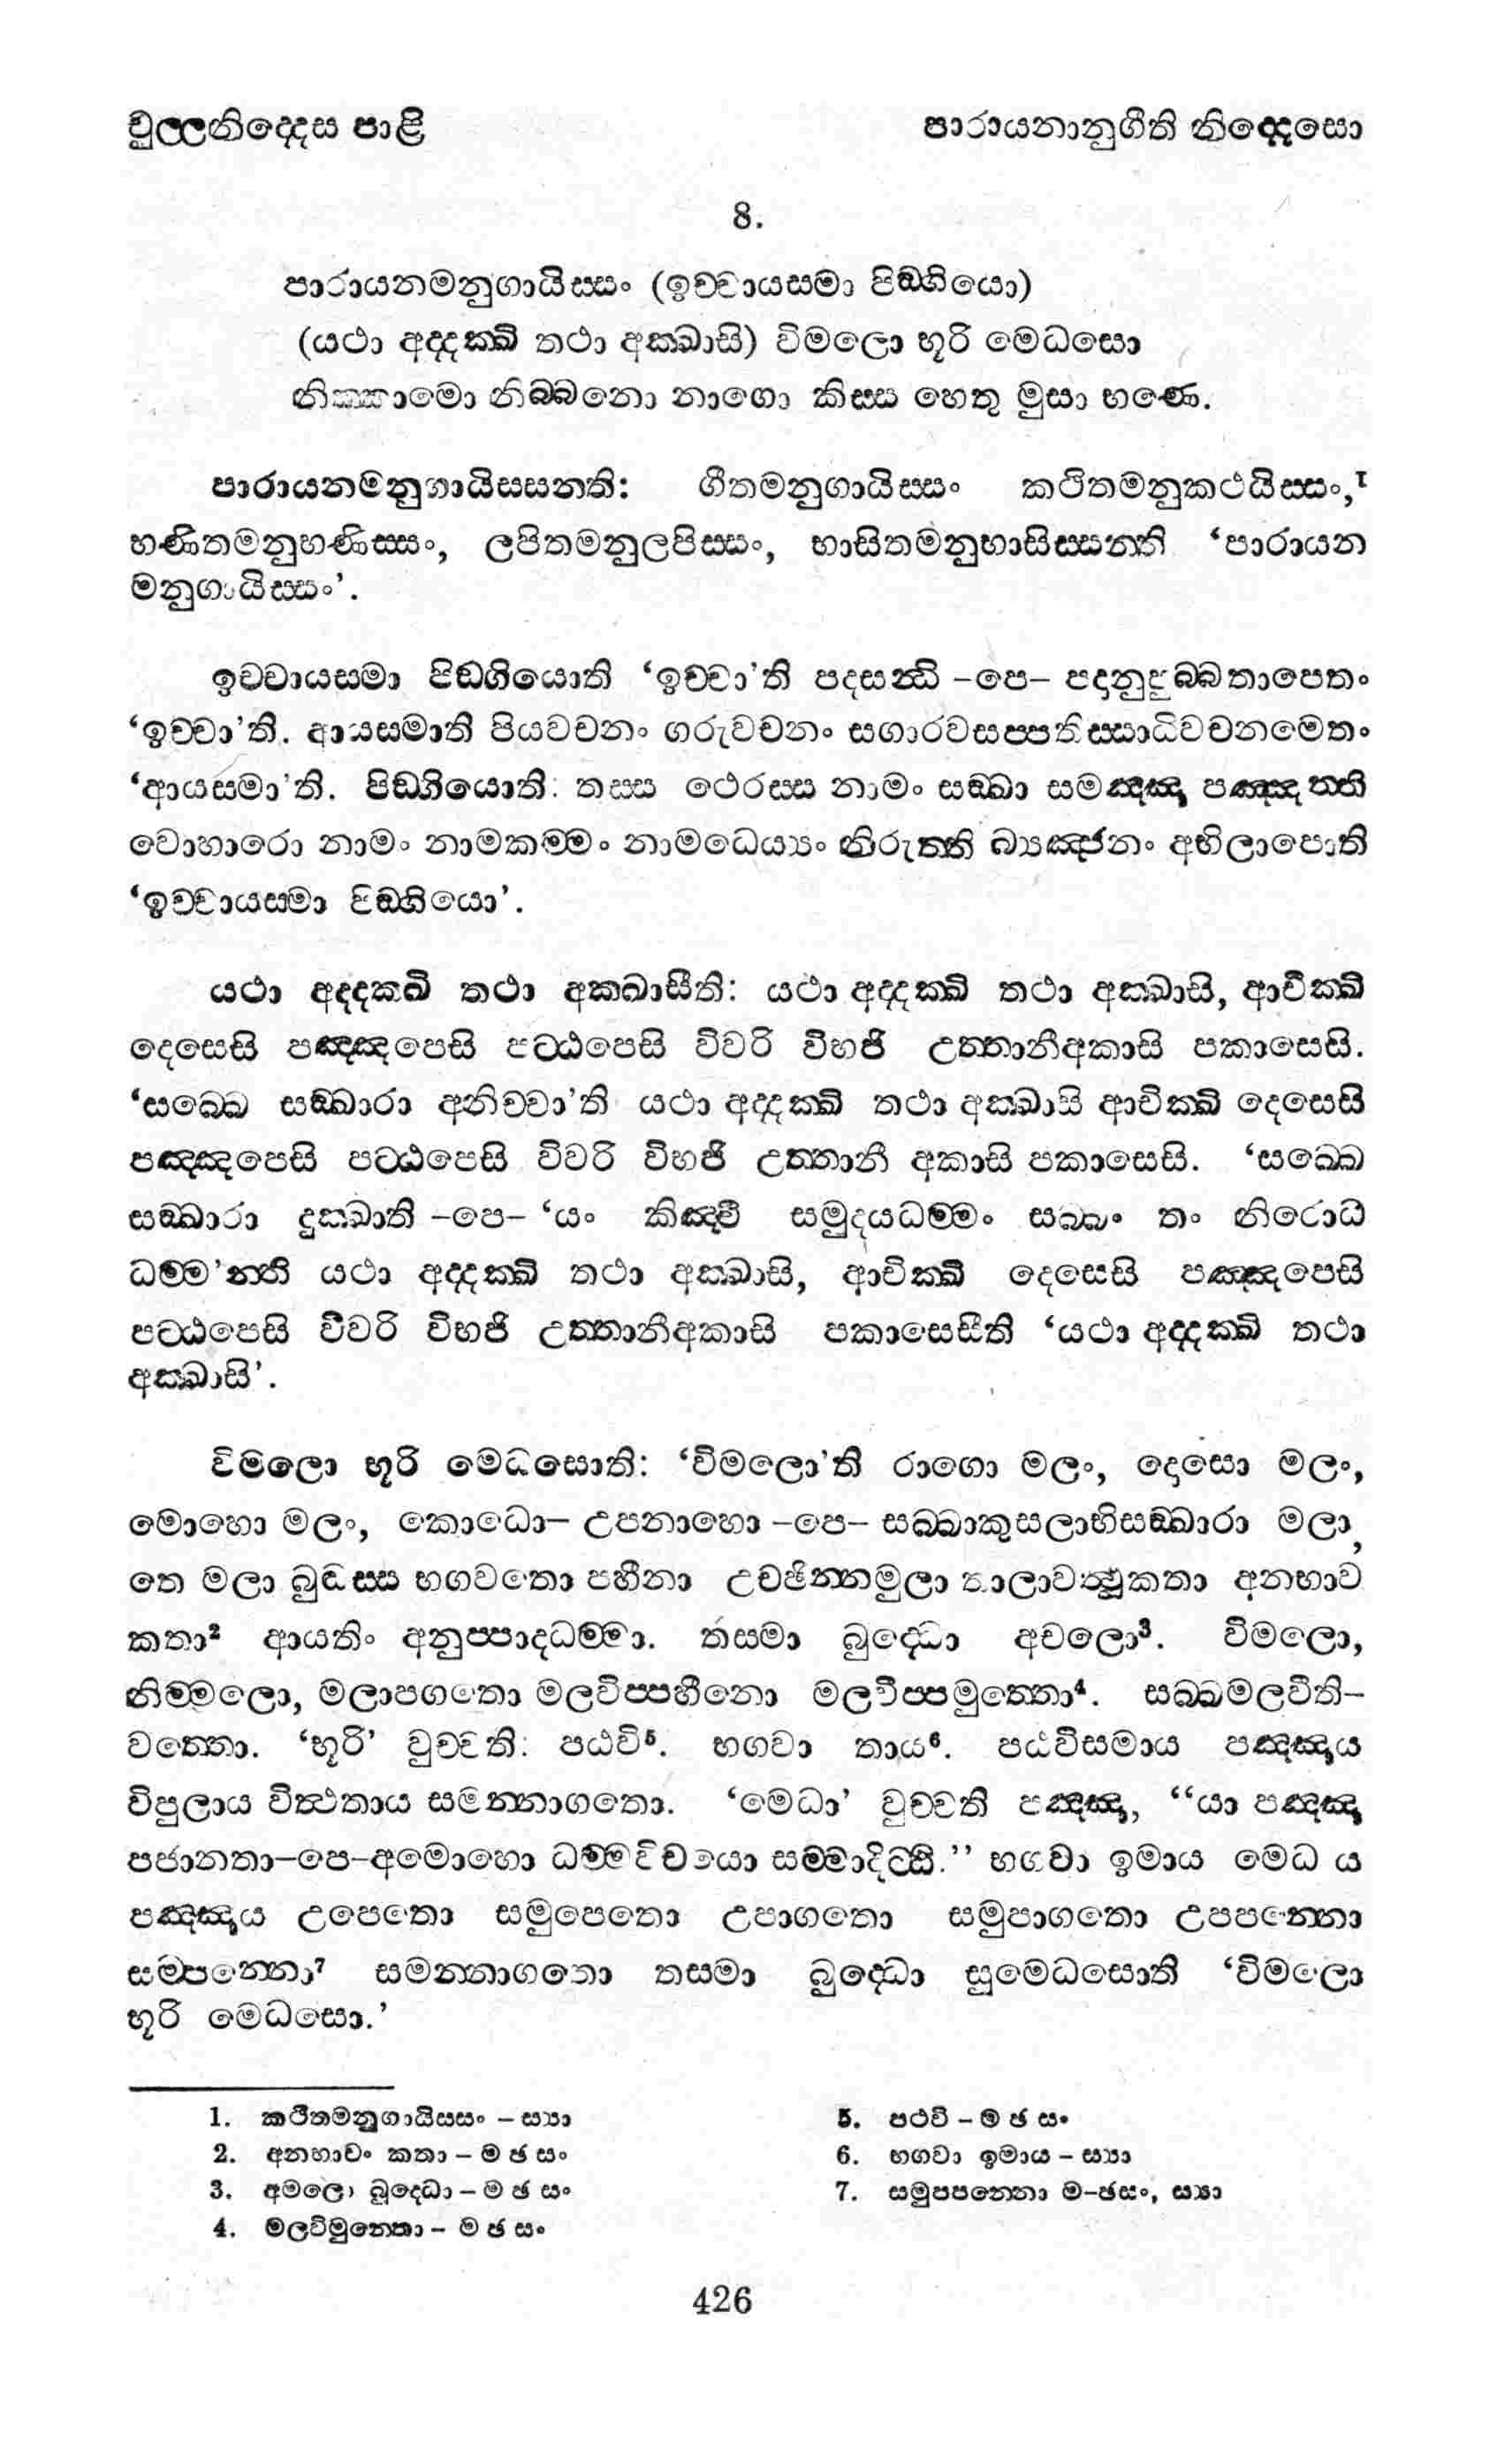 චුල්ලනිද්දෙස පාළි
පාරායනානුගීති නිද්දෙසො
8.
පාරායනමනුගායිස්සං (ඉච්චායස්මා පිඞ්ගියො)
(යථා අද්දක්ඛි තථා අක්ඛාසි) විමලො භූරි මෙධසො
නික්කාමො නිබ්බනො නාගො කිස්ස හෙතු මුසා භණෙ.
පාරායනමනුගායිස්සන්ති: ගීතමනුගායිස්සං කථිතමනුකථයිස්සං,¹
භණිතමනුභණිස්සං, ලපිතමනුලපිස්සං, භාසිතමනුභාසිස්සන්ති ‘පාරායන
මනුගායිස්සං’.
ඉච්චායස්මා පිඞ්ගියොති ‘ඉච්චා’ති පදසන්ධි –පෙ– පදානුපුබ්බතාපෙතං
‘ඉච්චා’ති. ආයස්මාති පියවචනං ගරුවචනං සගාරවසප්පතිස්සාධිවචනමෙතං
‘ආයස්මා’ති. පිඞ්ගියොති: තස්ස ථෙරස්ස නාමං සඞ්ඛා සමඤ්ඤා පඤ්ඤත්ති
වොහාරො නාමං නාමකම්මං නාමධෙය්‍යං නිරුත්ති බ්‍යඤ්ජනං අභිලාපොති
‘ඉච්චායස්මා පිඞ්ගියො’.
යථා අද්දක්ඛි තථා අක්ඛාසීති: යථා අද්දක්ඛි තථා අක්ඛාසි, ආචික්ඛි
දෙසෙසි පඤ්ඤපෙසි පට්ඨපෙසි විවරි විභජි උත්තානීඅකාසි පකාසෙසි.
‘සබ්බෙ සඞ්ඛාරා අනිච්චා’ති යථා අද්දක්ඛි තථා අක්ඛාසි ආචික්ඛි දෙසෙසි
පඤ්ඤපෙසි පට්ඨපෙසි විවරි විභජි උත්තානී අකාසි පකාසෙසි. ‘සබ්බෙ
සඞ්ඛාරා දුක්ඛාති –පෙ– ‘යං කිඤ්චි සමුදයධම්මං සබ්බං තං නිරොධ
ධම්ම’න්ති යථා අද්දක්ඛි තථා අක්ඛාසි, ආචික්ඛි දෙසෙසි පඤ්ඤපෙසි
පට්ඨපෙසි විවරි විභජි උත්තානීඅකාසි පකාසෙසීති ‘යථා අද්දක්ඛි තථා
අක්ඛාසි’.
විමලො භූරි මෙධසොති: ‘විමලො’ති රාගො මලං, දොසො මලං,
මොහො මලං, කොධො– උපනාහො –පෙ– සබ්බාකුසලාභිසඞ්ඛාරා මලා,
තෙ මලා බුද්ධස්ස භගවතො පහීනා උච්ඡින්නමුලා තාලාවත්ථුකතා අනභාව
කතා² ආයතිං අනුප්පාදධම්මා. තස්මා බුද්ධො අචලො³. විමලො,
නිම්මලො, මලාපගතො මලවිප්පහීනො මලවිප්පමුත්තො⁴. සබ්බමලවීති–
වත්තො. ‘භූරි’ වුච්චති: පඨවි⁵. භගවා තාය⁶. පඨවිසමාය පඤ්ඤාය
විපුලාය විත්ථතාය සමන්නාගතො. ‘මෙධා’ වුච්චති පඤ්ඤා, “යා පඤ්ඤා
පජානතා–පෙ–අමොහො ධම්මවිචයො සම්මාදිට්ඨි.” භගවා ඉමාය මෙධ ය
පඤ්ඤාය උපෙතො සමුපෙතො උපාගතො සමුපාගතො උපපන්නො
සම්පන්නො⁷ සමන්නාගතො තස්මා බුද්ධො සුමෙධසොති ‘විමලො
භූරි මෙධසො.’
1. කථිතමනුගායිස්සං – ස්‍යා
2. අනභාවං කතා – ම ඡ සං
3. අමලො බුද්ධො – ම ඡ සං
4. මලවිමුත්තො – ම ඡ සං
5. පථවි – ම ඡ සං
6. භගවා ඉමාය – ස්‍යා
7. සමුපපන්නො ම–ඡසං, ස්‍යා
426